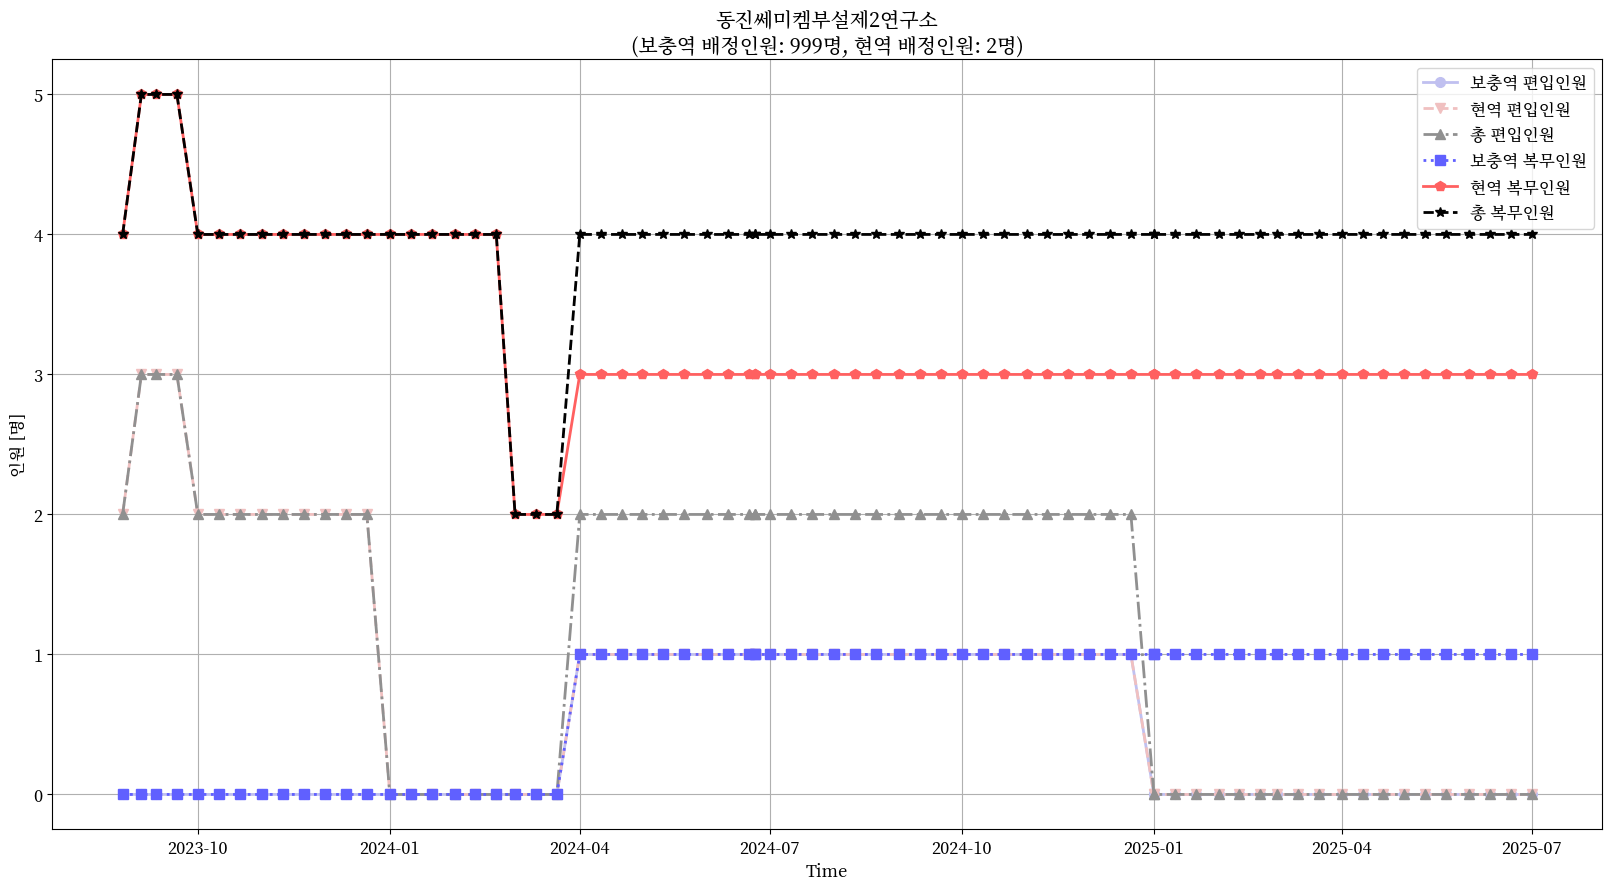 동진쎄미켐부설제2연구소
(보충역 배정인원: 999명, 현역 배정인원: 2명)
보충역 편입인원
현역 편입인원
총 편입인원
보충역 복무인원
현역 복무인원
총 복무인원
5
4
3
2
1
0
인원 [명]
2023-10
2024-01
2024-04
2024-07
2024-10
2025-01
2025-04
2025-07
Time